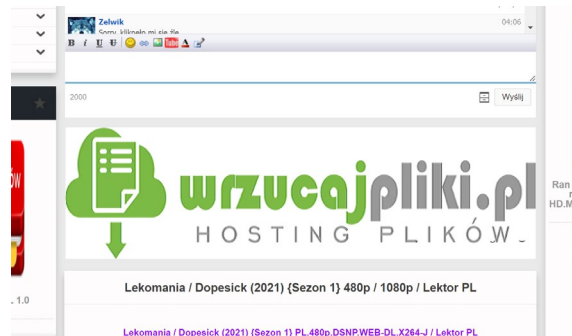 Zelwik
04:06
Sorry, kliknęło mi się źle
B i U U
You Tube A
2000
Wyślij
wrzucajpliki.pl
HOSTING PLIKÓW
Ran
HD.M
. 1.0
Lekomania / Dopesick (2021) {Sezon 1} 480p / 1080p / Lektor PL
Lekomania / Dopesick (2021) {Sezon 1} PL.480p.DSNP.WEB-DL.X264-J / Lektor PL